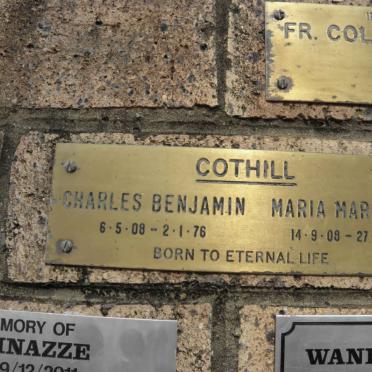 FR. COL
COTHILL
CHARLES BENJAMIN MARIA MAR
6·5·08 – 2·1·76 14·9·08 – 27
BORN TO ETERNAL LIFE
MORY OF
INAZZE
9/12/2011
WAN